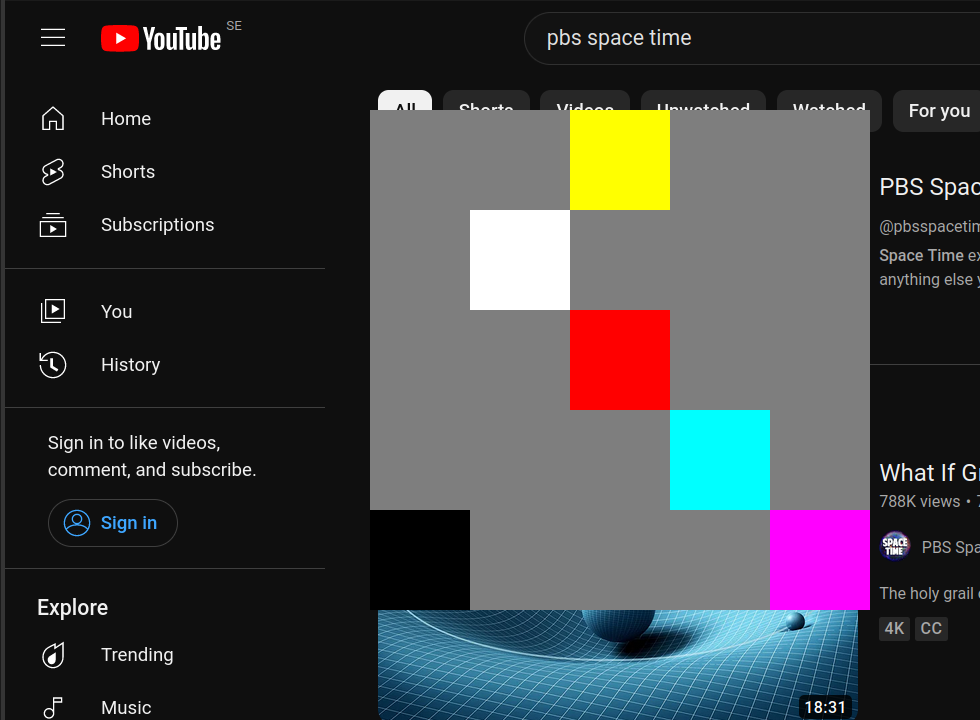 YouTube SE
pbs space time
All Shorts Videos Unwatched Watched For you
Home
Shorts
Subscriptions
You
History
Sign in to like videos,
comment, and subscribe.
Sign in
Explore
Trending
Music
PBS Spac
@pbsspacetim
Space Time ex
anything else y
What If Gr
788K views •
SPACE TIME PBS Spa
The holy grail
4K CC
18:31